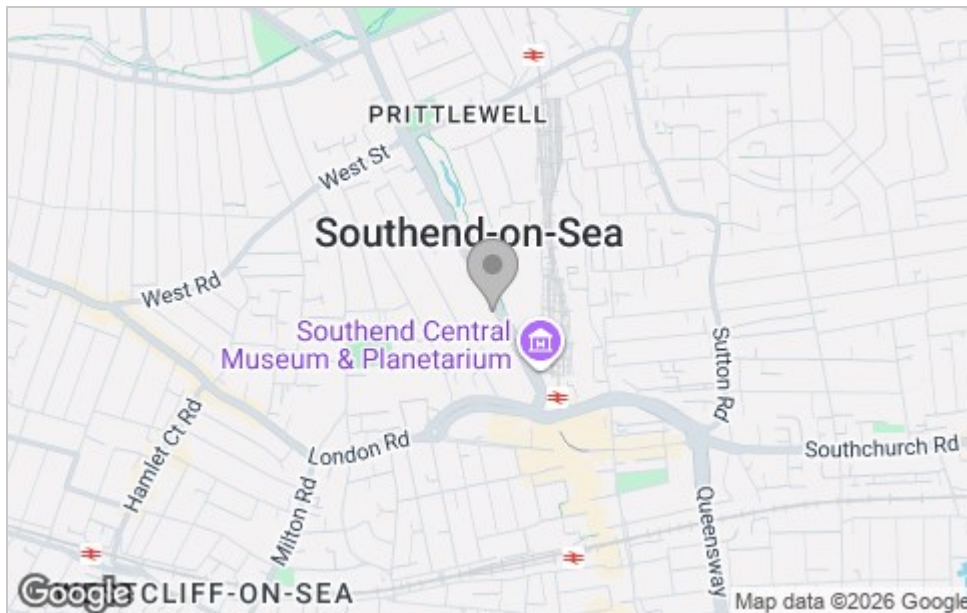 PRITTLEWELL
West St
Southend-on-Sea
West Rd
Southend Central
Museum & Planetarium
Sutton Rd
Hamlet Ct Rd
London Rd
Southchurch Rd
Milton Rd
Queensway
Google
CLIFF-ON-SEA
Map data ©2026 Google